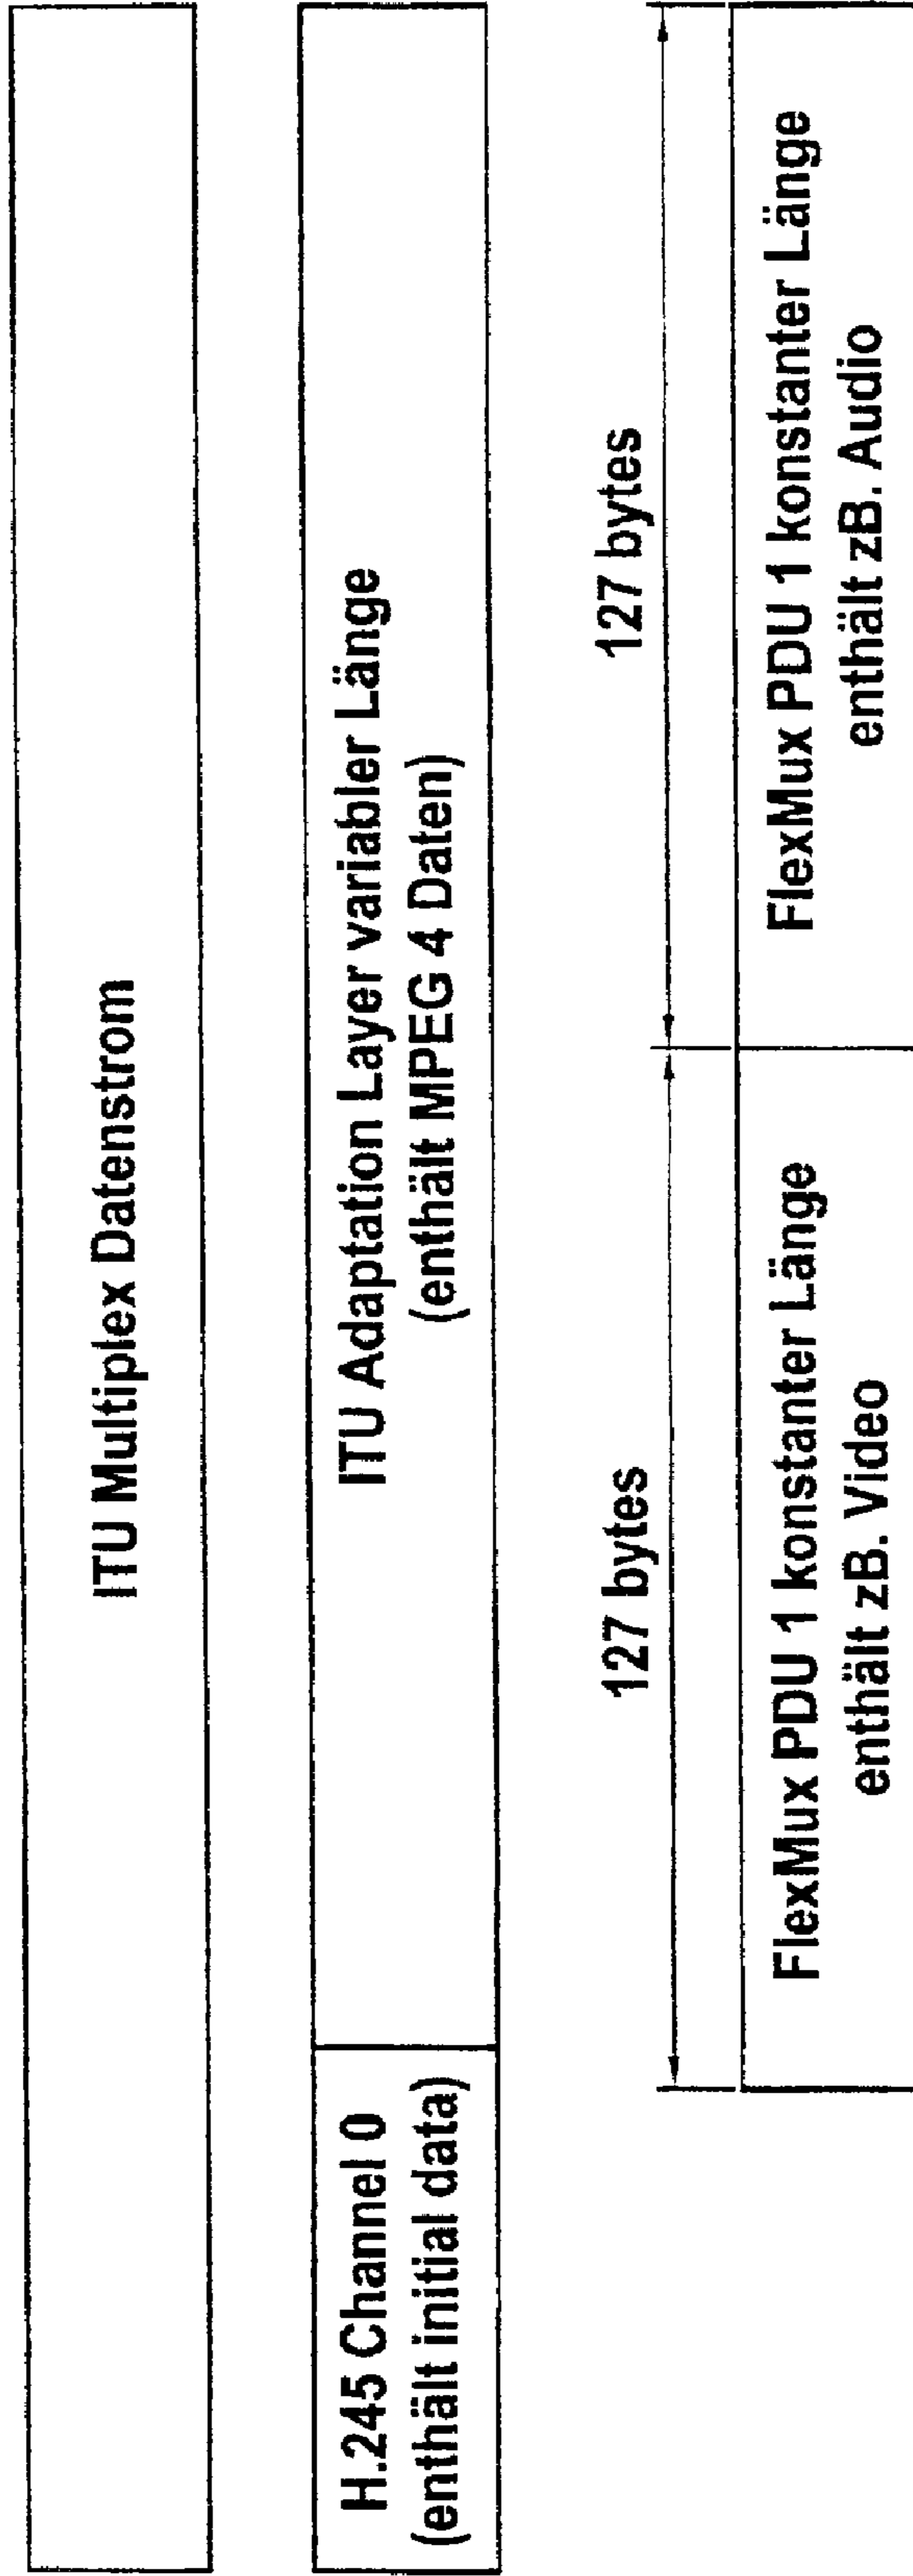 ITU Multiplex Datenstrom
H.245 Channel 0
(enthält initial data)
ITU Adaptation Layer variabler Länge
(enthält MPEG 4 Daten)
127 bytes
127 bytes
FlexMux PDU 1 konstanter Länge
enthält zB. Video
FlexMux PDU 1 konstanter Länge
enthält zB. Audio